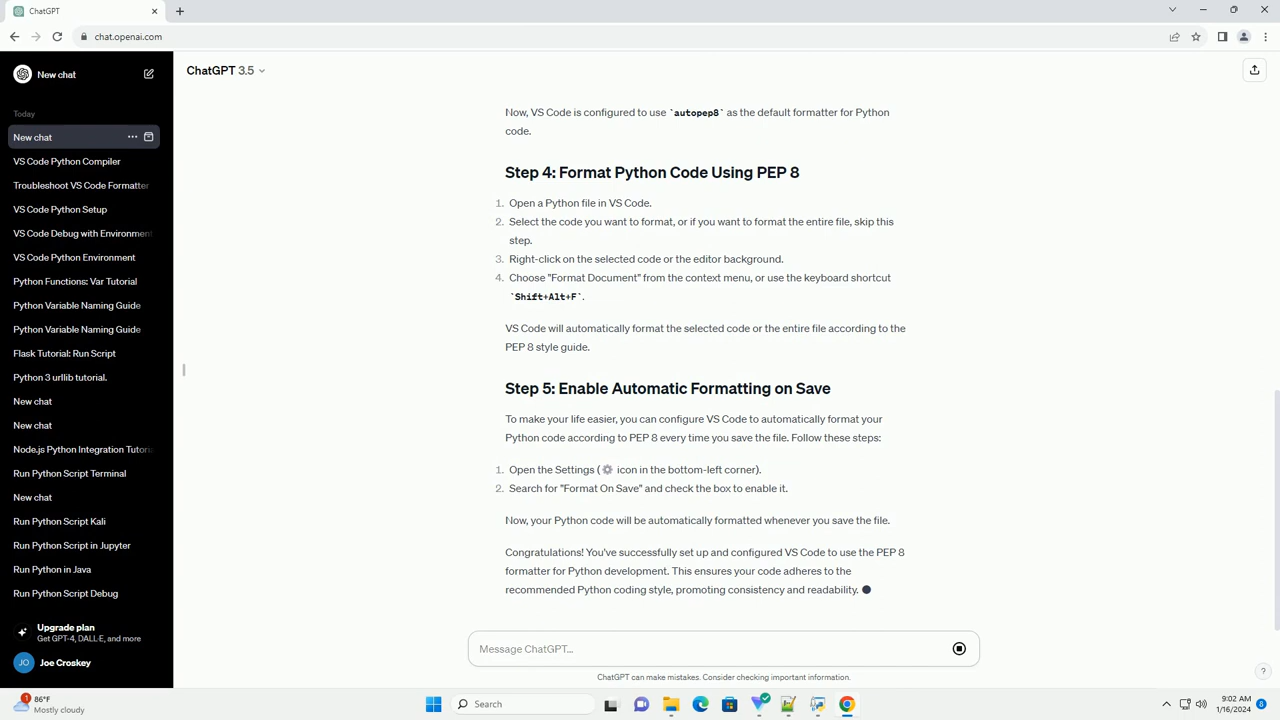 ChatGPT
chat.openai.com
New chat
ChatGPT 3.5
Today
New chat
VS Code Python Compiler
Troubleshoot VS Code Formatter
VS Code Python Setup
VS Code Debug with Environment
VS Code Python Environment
Python Functions: Var Tutorial
Python Variable Naming Guide
Python Variable Naming Guide
Flask Tutorial: Run Script
Python 3 urllib tutorial.
New chat
New chat
Node.js Python Integration Tutoria
Run Python Script Terminal
New chat
Run Python Script Kali
Run Python Script in Jupyter
Run Python in Java
Run Python Script Debug
Upgrade plan
Get GPT-4, DALL·E, and more
JO Joe Croskey
Now, VS Code is configured to use `autopep8` as the default formatter for Python
code.
Step 4: Format Python Code Using PEP 8
1. Open a Python file in VS Code.
2. Select the code you want to format, or if you want to format the entire file, skip this
step.
3. Right-click on the selected code or the editor background.
4. Choose "Format Document" from the context menu, or use the keyboard shortcut
`Shift+Alt+F`.
VS Code will automatically format the selected code or the entire file according to the
PEP 8 style guide.
Step 5: Enable Automatic Formatting on Save
To make your life easier, you can configure VS Code to automatically format your
Python code according to PEP 8 every time you save the file. Follow these steps:
1. Open the Settings (⚙️ icon in the bottom-left corner).
2. Search for "Format On Save" and check the box to enable it.
Now, your Python code will be automatically formatted whenever you save the file.
Congratulations! You've successfully set up and configured VS Code to use the PEP 8
formatter for Python development. This ensures your code adheres to the
recommended Python coding style, promoting consistency and readability.
Message ChatGPT...
ChatGPT can make mistakes. Consider checking important information.
?
1
86°F
Mostly cloudy
Search
9:02 AM
1/16/2024
8